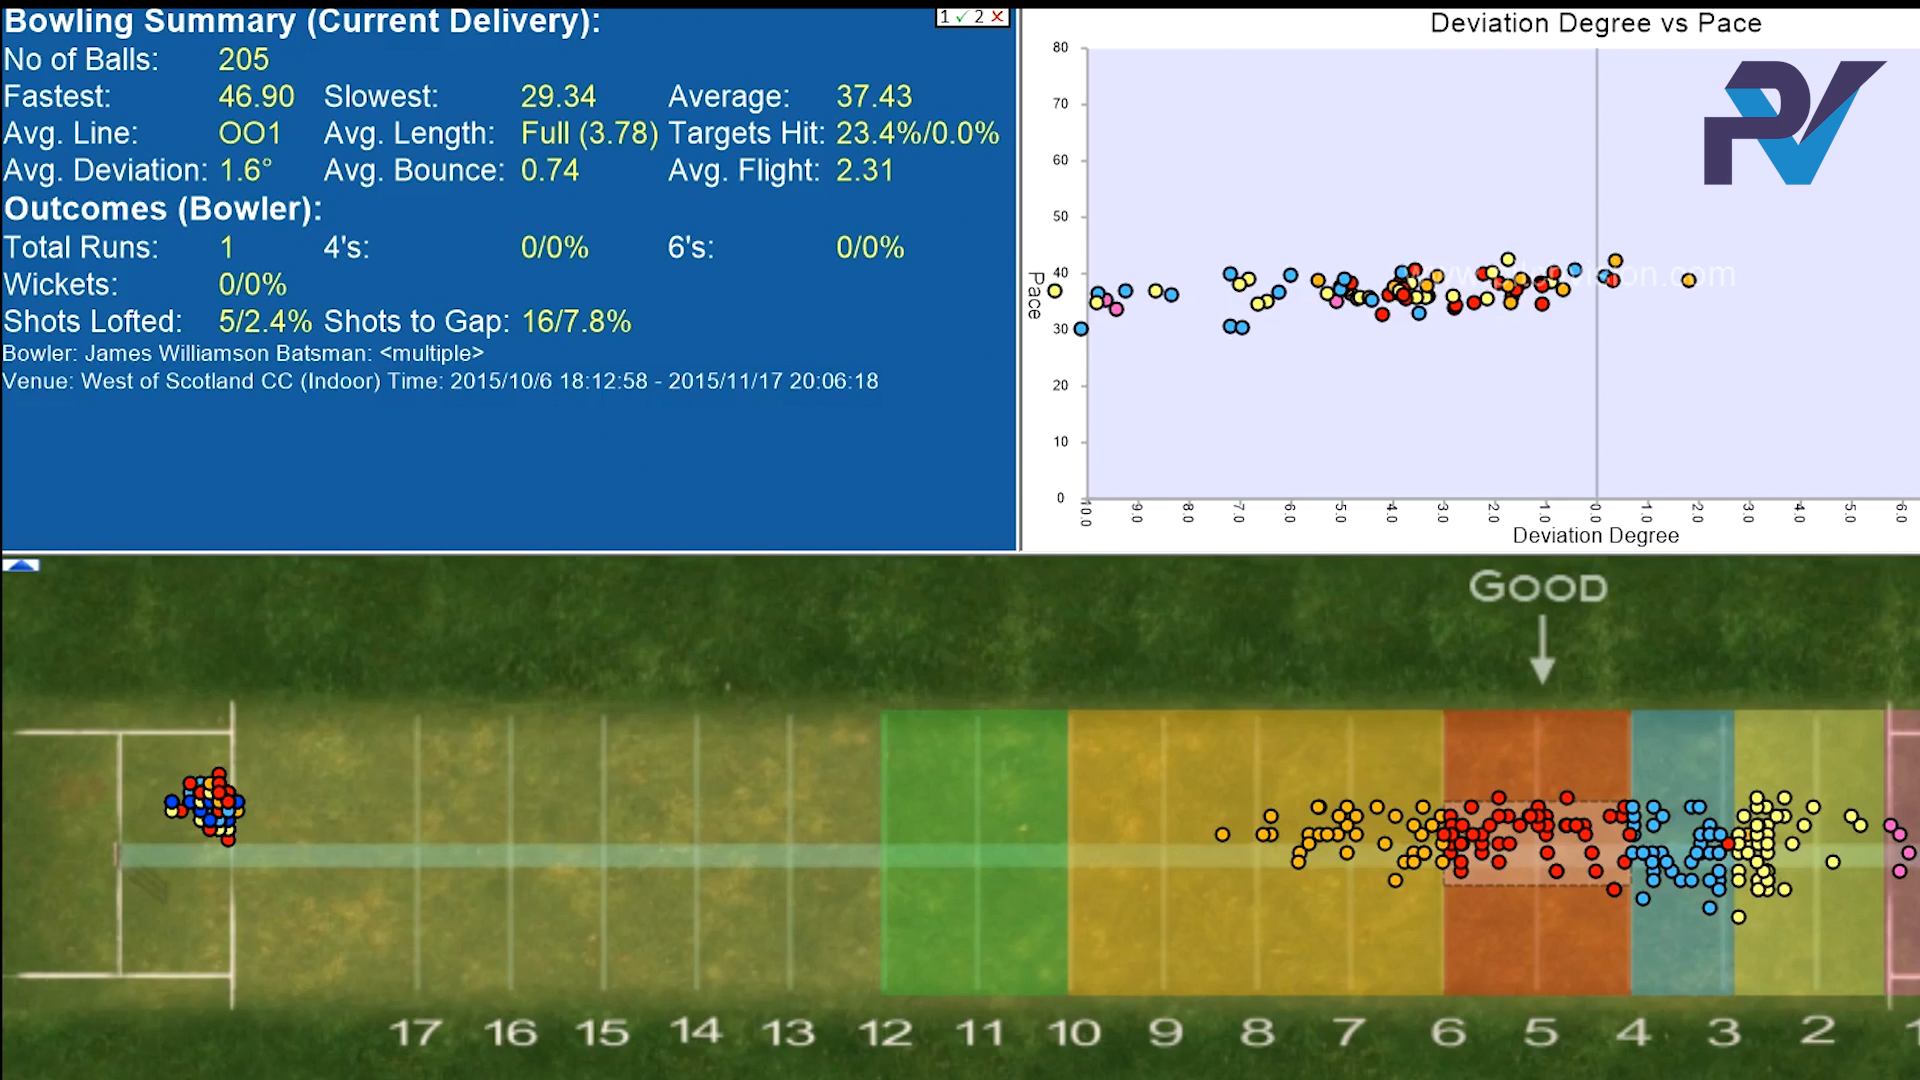 Bowling Summary (Current Delivery):
1 ✓ 2 ✗
No of Balls: 205
Fastest: 46.90 Slowest: 29.34 Average: 37.43
Avg. Line: OO1 Avg. Length: Full (3.78) Targets Hit: 23.4%/0.0%
Avg. Deviation: 1.6° Avg. Bounce: 0.74 Avg. Flight: 2.31
Outcomes (Bowler):
Total Runs: 1 4's: 0/0% 6's: 0/0%
Wickets: 0/0%
Shots Lofted: 5/2.4% Shots to Gap: 16/7.8%
Bowler: James Williamson Batsman: <multiple>
Venue: West of Scotland CC (Indoor) Time: 2015/10/6 18:12:58 - 2015/11/17 20:06:18
Deviation Degree vs Pace
PV
80
70
60
50
40
30
20
10
0
Pace
10.0 9.0 8.0 7.0 6.0 5.0 4.0 3.0 2.0 1.0 0.0 1.0 2.0 3.0 4.0 5.0 6.0
Deviation Degree
GOOD
17 16 15 14 13 12 11 10 9 8 7 6 5 4 3 2 1